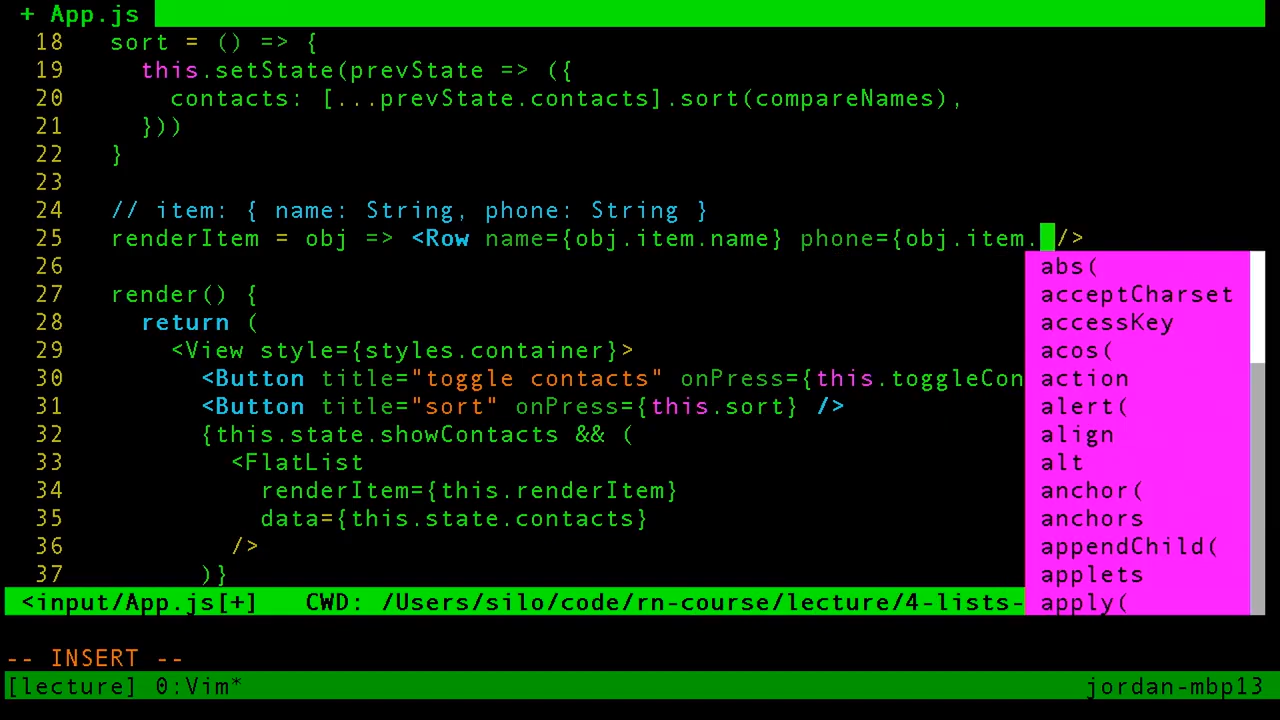 + App.js
18   sort = () => {
19     this.setState(prevState => ({
20       contacts: [...prevState.contacts].sort(compareNames),
21     }))
22   }
23
24   // item: { name: String, phone: String }
25   renderItem = obj => <Row name={obj.item.name} phone={obj.item. />
26   abs(
27   render() { acceptCharset
28     return ( accessKey
29       <View style={styles.container}> acos(
30         <Button title="toggle contacts" onPress={this.toggleCon action
31         <Button title="sort" onPress={this.sort} /> alert(
32         {this.state.showContacts && ( align
33           <FlatList alt
34             renderItem={this.renderItem} anchor(
35             data={this.state.contacts} anchors
36           /> appendChild(
37         )} applets
<input/App.js[+]   CWD: /Users/silo/code/rn-course/lecture/4-lists- apply(
-- INSERT --
[lecture] 0:Vim* jordan-mbp13